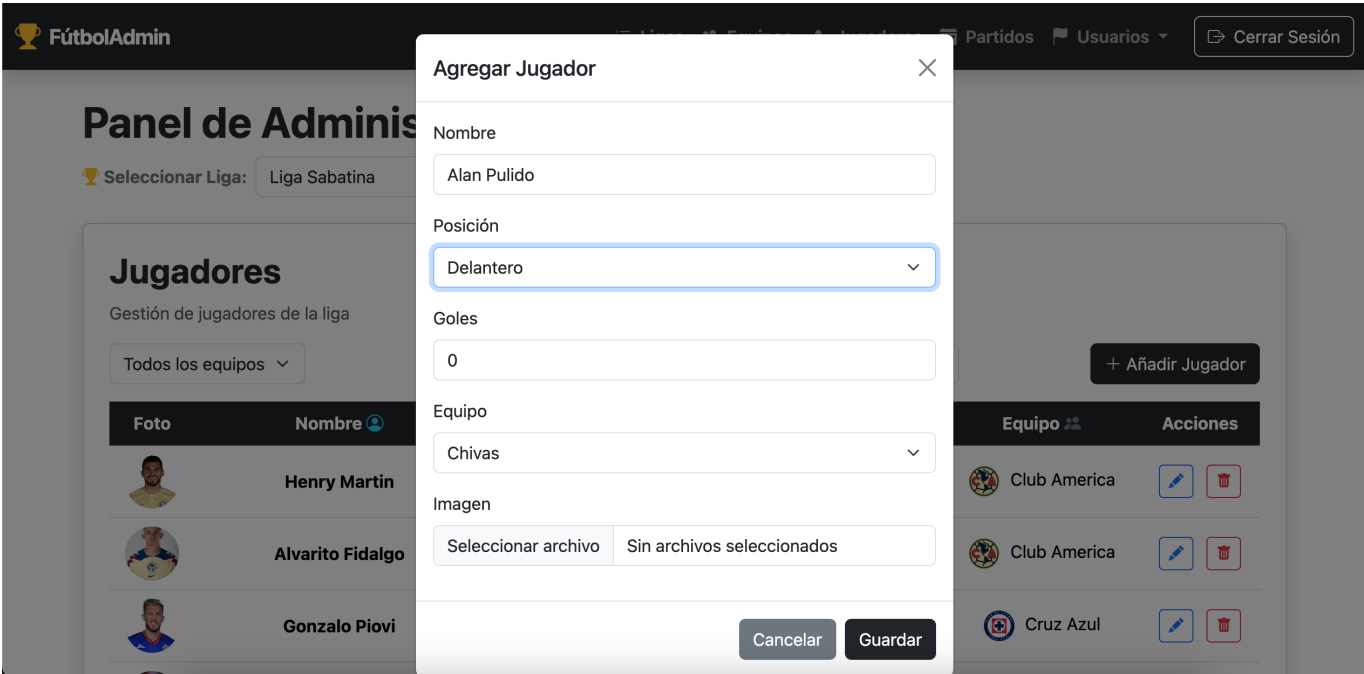 FútbolAdmin
Partidos
Usuarios
Cerrar Sesión
Agregar Jugador
Panel de Adminis
Nombre
Seleccionar Liga:
Liga Sabatina
Alan Pulido
Posición
Delantero
Jugadores
Gestión de jugadores de la liga
Goles
0
Todos los equipos
+ Añadir Jugador
Equipo
Chivas
Foto
Nombre
Equipo
Acciones
Henry Martin
Club America
Imagen
Seleccionar archivo
Sin archivos seleccionados
Alvarito Fidalgo
Club America
Gonzalo Piovi
Cruz Azul
Cancelar
Guardar